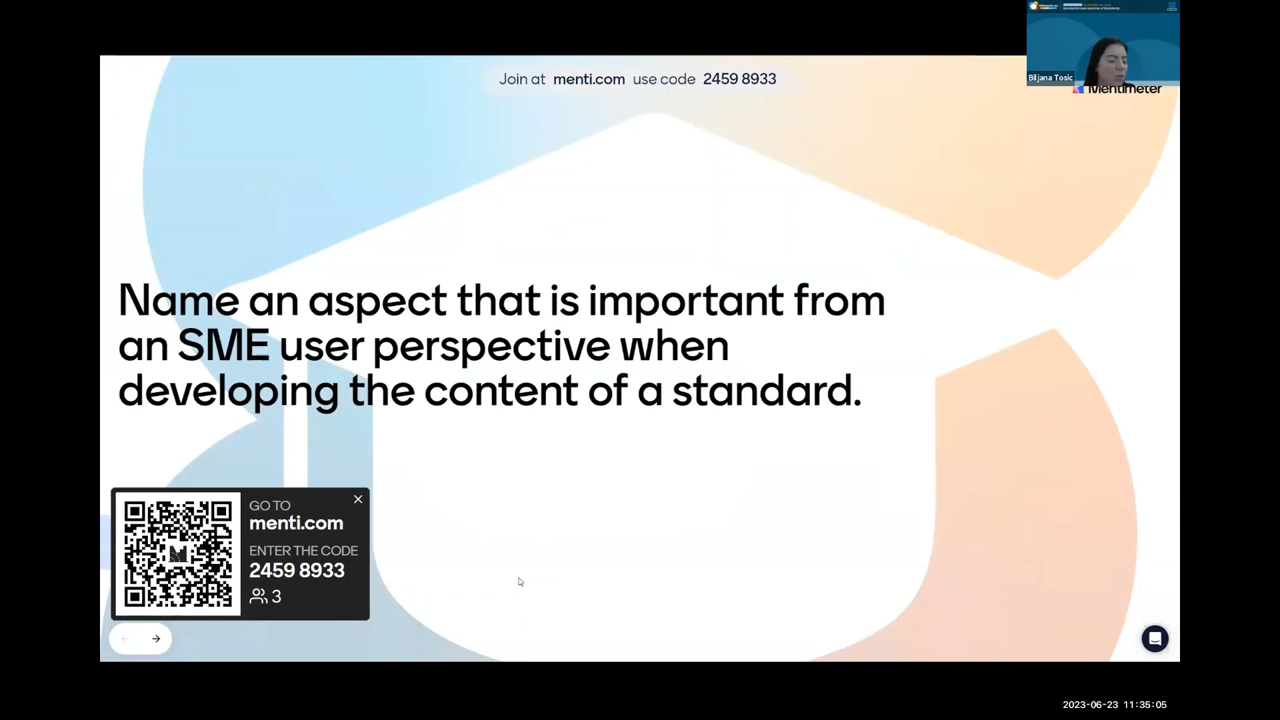 Join at menti.com use code 2459 8933
Biljana Tosic
Mentimeter
Name an aspect that is important from
an SME user perspective when
developing the content of a standard.
GO TO
menti.com
ENTER THE CODE
2459 8933
3
2023-06-23 11:35:05